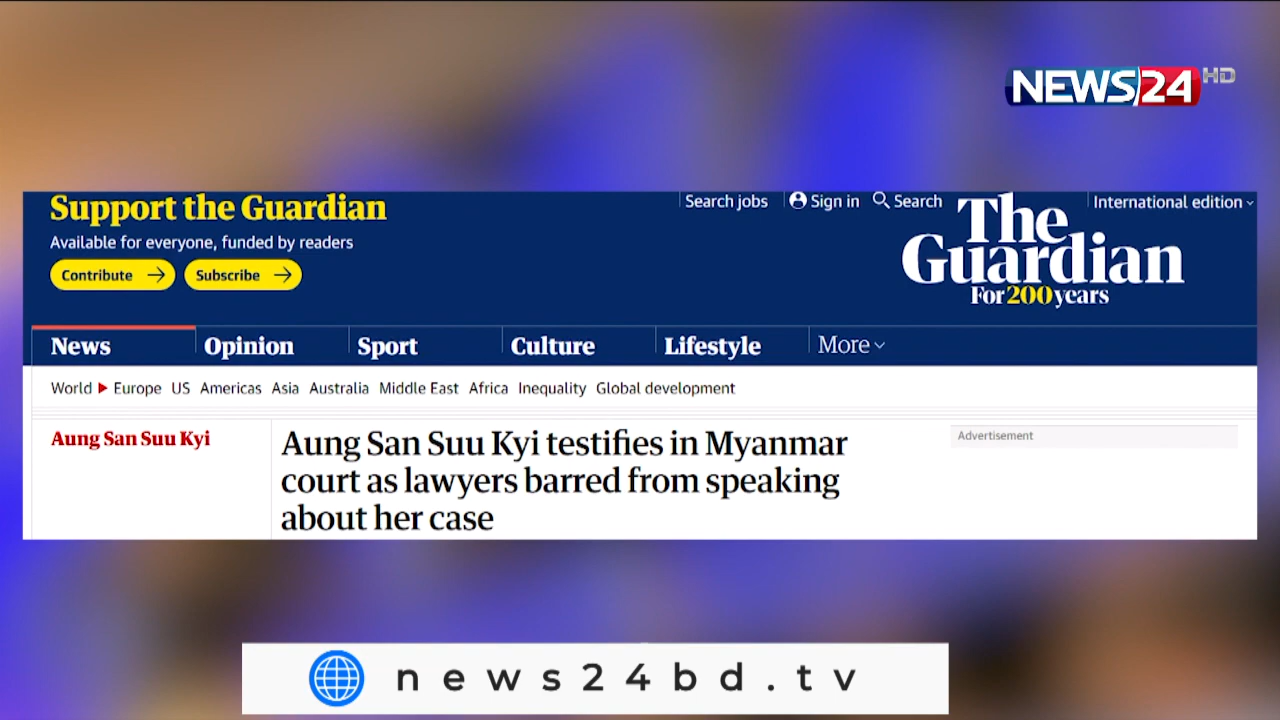 NEWS24 HD
Support the Guardian
Available for everyone, funded by readers
Contribute
Subscribe
Search jobs
Sign in
Search
International edition
The
Guardian
For 200 years
News
Opinion
Sport
Culture
Lifestyle
More
World
Europe
US
Americas
Asia
Australia
Middle East
Africa
Inequality
Global development
Aung San Suu Kyi
Aung San Suu Kyi testifies in Myanmar
court as lawyers barred from speaking
about her case
Advertisement
news24bd.tv